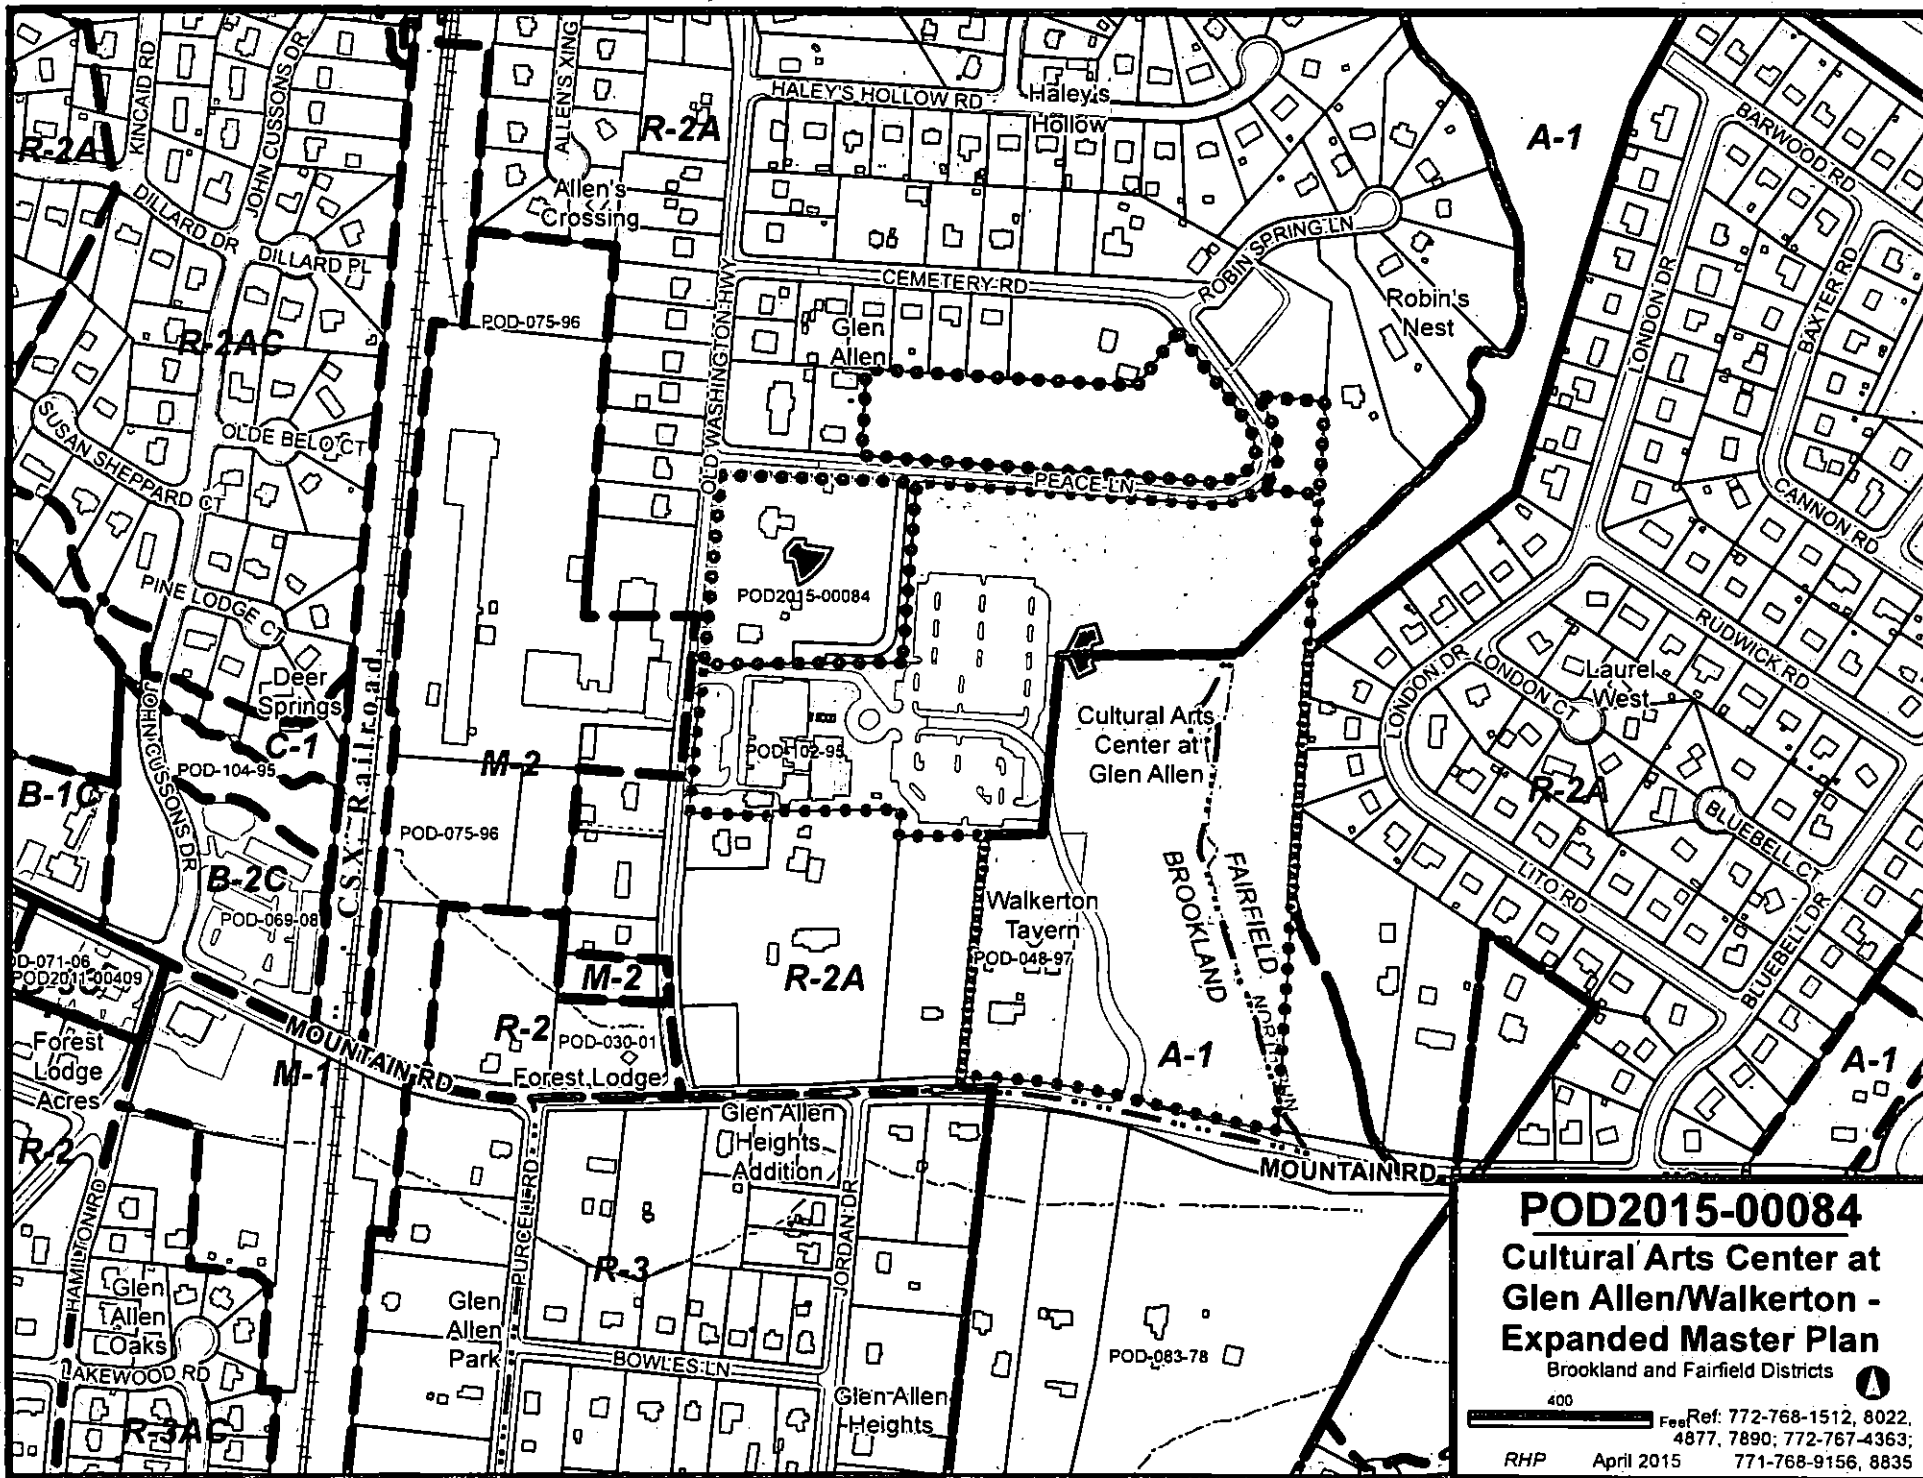 KINCAID RD
JOHN CUSSONS DR
ALLEN'S XING
R-2A
HALEY'S HOLLOW RD
Haley's
Hollow
A-1
BARWOOD RD
R-2A
DILLARD DR
DILLARD PL
Allen's
Crossing
OLD WASHINGTON HWY
CEMETERY RD
ROBIN SPRING LN
Robin's
Nest
LONDON DR
BAXTER RD
R-2AC
POD-075-96
Glen
Allen
SUSAN SHEPPARD CT
OLDE BELO CT
PEACE LN
CANNON RD
PINE LODGE CT
POD2015-00084
RUDWICK RD
Deer
Springs
C-1
JOHN CUSSONS DR
CSX Railroad
LONDON DR
LONDON CT
Laurel
West
Cultural Arts
Center at
Glen Allen
M-2
POD-102-95
POD-104-95
B-1C
R-2A
BLUEBELL CT
POD-075-96
B-2C
POD-069-08
BROOKLAND
FAIRFIELD
LITO RD
BLUEBELL DR
Walkerton
Tavern
POD-048-97
R-2A
M-2
POD2011-00409
R-2
POD-030-01
Forest Lodge
A-1
A-1
Forest
Lodge
Acres
M-1
MOUNTAIN RD
Glen Allen
Heights
Addition
MOUNTAIN RD
R-2
HAMILTON RD
PURCELL RD
JORDAN DR
R-3
Glen
Allen
Oaks
Glen
Allen
Park
BOWLES LN
POD-083-78
LAKEWOOD RD
R-3AC
Glen Allen
Heights
POD2015-00084
Cultural Arts Center at
Glen Allen/Walkerton -
Expanded Master Plan
Brookland and Fairfield Districts
400
Feet
Ref: 772-768-1512, 8022,
4877, 7890; 772-767-4363;
RHP April 2015 771-768-9156, 8835